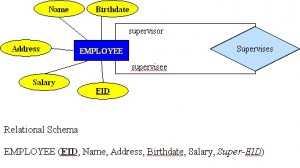 Name
Birthdate
supervisor
Address
EMPLOYEE
Supervises
supervisee
Salary
EID
Relational Schema
EMPLOYEE (EID, Name, Address, Birthdate, Salary, Super-EID)